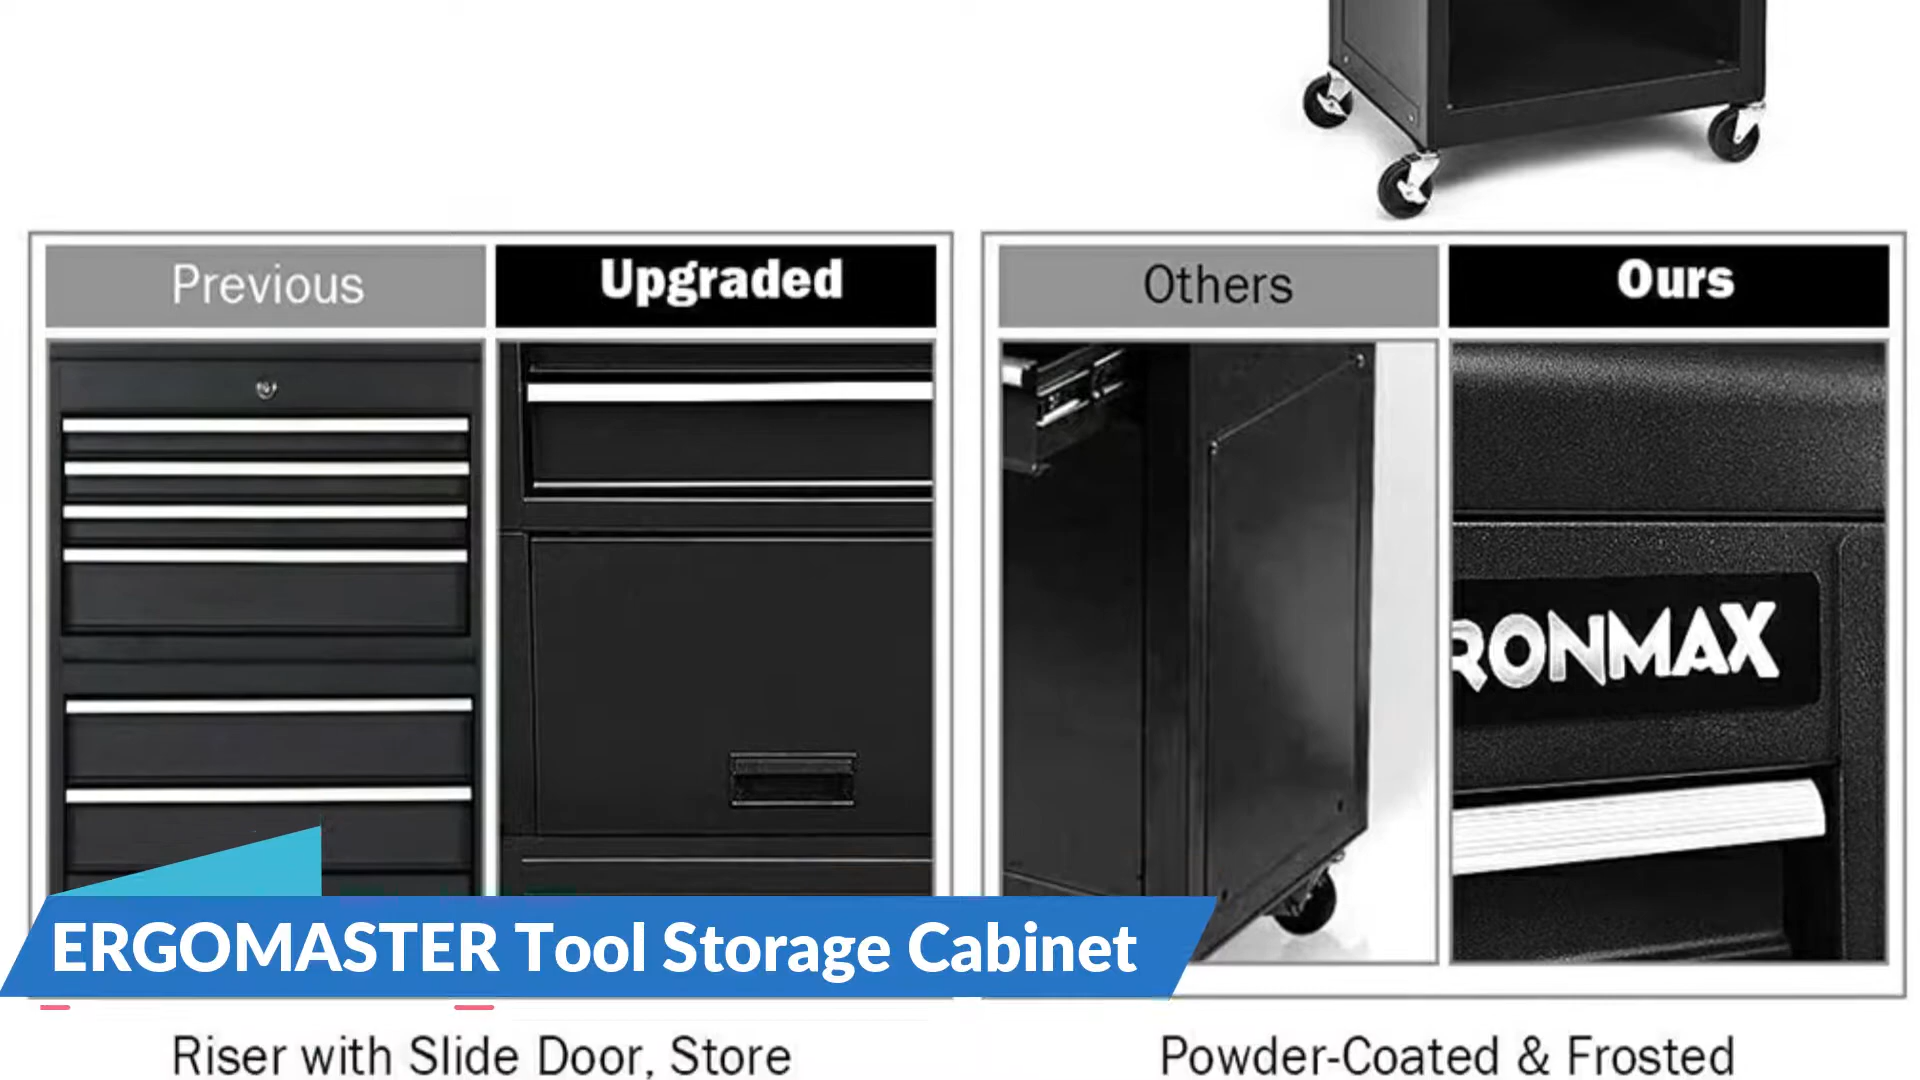 Previous
Upgraded
Others
Ours
RONMAX
ERGOMASTER Tool Storage Cabinet
Riser with Slide Door, Store
Powder-Coated & Frosted